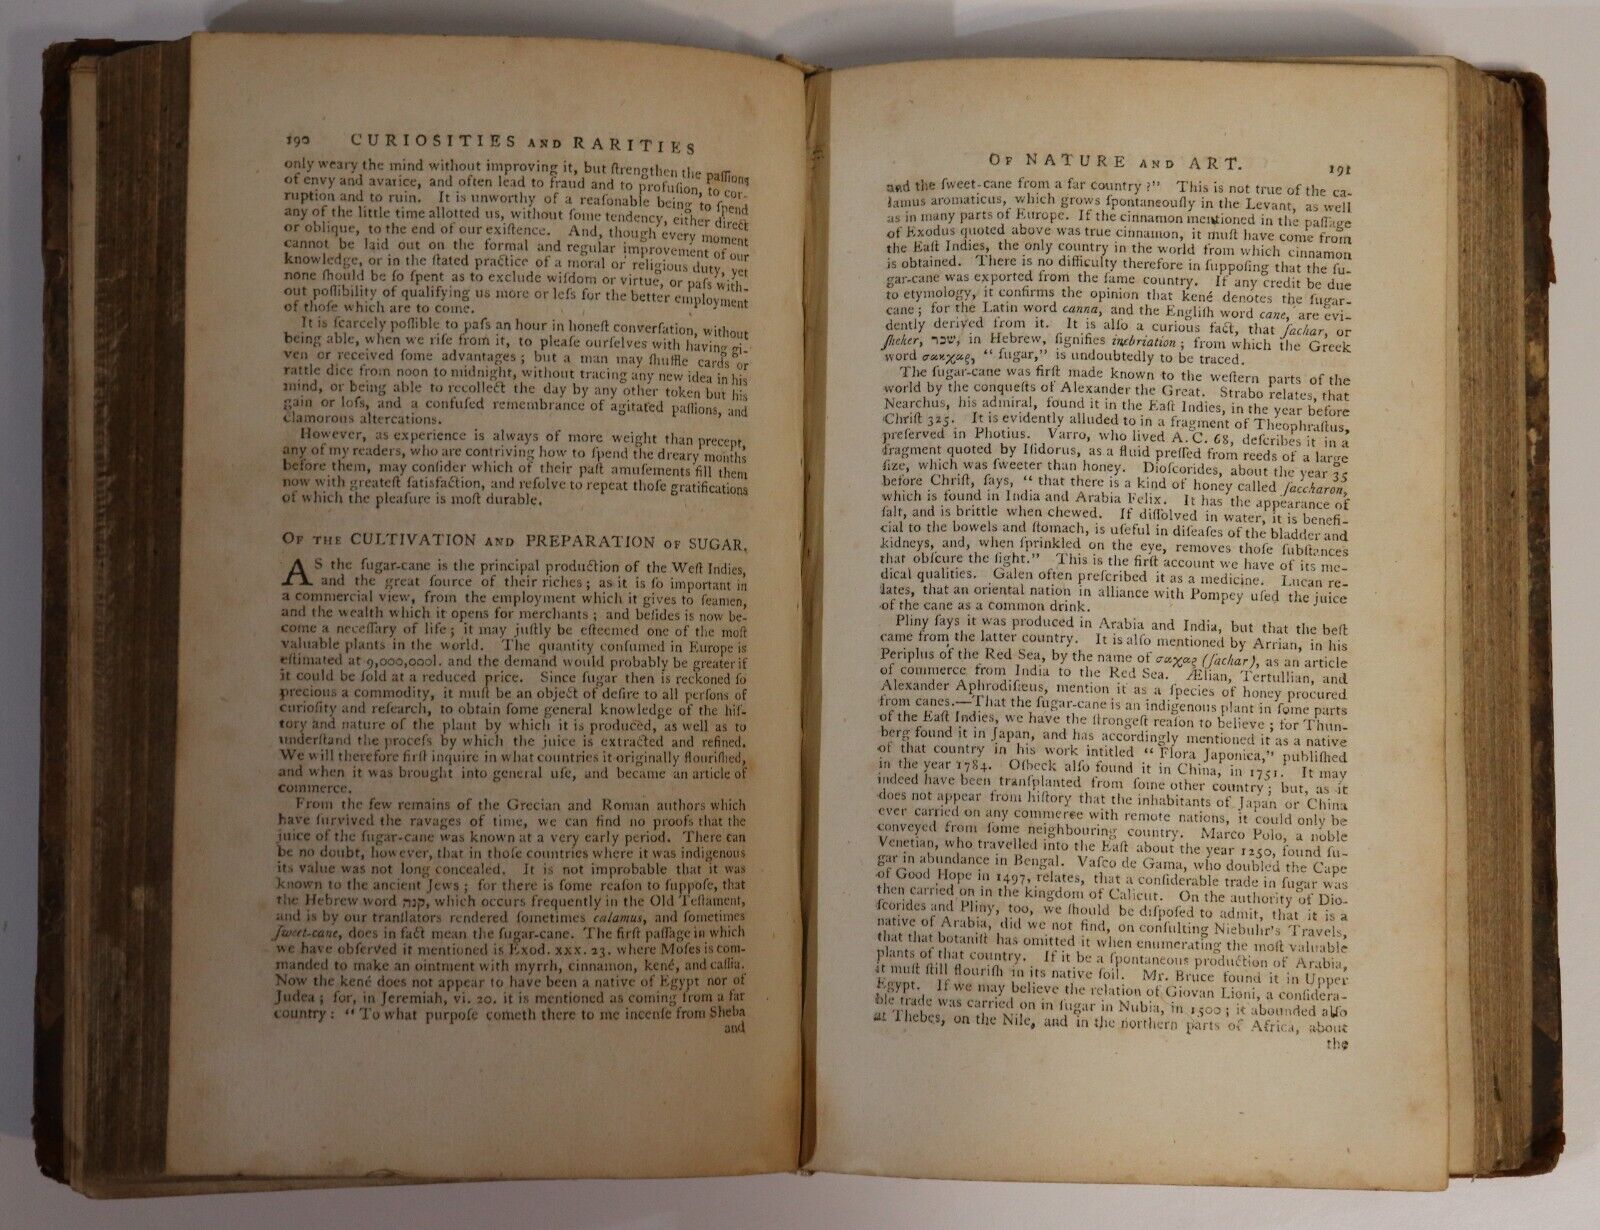 190 CURIOSITIES AND RARITIES
only weary the mind without improving it, but ſtrengthen the paſſions
of envy and avarice, and often lead to fraud and to profuſion, to cor-
ruption and to ruin. It is unworthy of a reaſonable being to ſpend
any of the little time allotted us, without ſome tendency, either direct
or oblique, to the end of our exiſtence. And, though every moment
cannot be laid out on the formal and regular improvement of our
knowledge, or in the ſtated practice of a moral or religious duty, yet
none ſhould be ſo ſpent as to exclude wiſdom or virtue, or paſs with-
out poſſibility of qualifying us more or leſs for the better employment
of thoſe which are to come.
It is ſcarcely poſſible to paſs an hour in honeſt converſation, without
being able, when we riſe from it, to pleaſe ourſelves with having gi-
ven or received ſome advantages; but a man may ſhuffle cards or
rattle dice from noon to midnight, without tracing any new idea in his
mind, or being able to recollect the day by any other token but his
gain or loſs, and a confuſed remembrance of agitated paſſions, and
clamorous altercations.
However, as experience is always of more weight than precept,
any of my readers, who are contriving how to ſpend the dreary months
before them, may conſider which of their paſt amuſements fill them
now with greateſt ſatisfaction, and reſolve to repeat thoſe gratifications
of which the pleaſure is moſt durable.
OF THE CULTIVATION AND PREPARATION OF SUGAR.
AS the ſugar-cane is the principal production of the Weſt Indies,
and the great ſource of their riches; as it is ſo important in
a commercial view, from the employment which it gives to ſeamen,
and the wealth which it opens for merchants; and beſides is now be-
come a neceſſary of life; it may juſtly be eſteemed one of the moſt
valuable plants in the world. The quantity conſumed in Europe is
eſtimated at 9,000,000l. and the demand would probably be greater if
it could be ſold at a reduced price. Since ſugar then is reckoned ſo
precious a commodity, it muſt be an object of deſire to all perſons of
curioſity and reſearch, to obtain ſome general knowledge of the hiſ-
tory and nature of the plant by which it is produced, as well as to
underſtand the proceſs by which the juice is extracted and refined.
We will therefore firſt inquire in what countries it originally flouriſhed,
and when it was brought into general uſe, and became an article of
commerce.
From the few remains of the Grecian and Roman authors which
have ſurvived the ravages of time, we can find no proofs that the
juice of the ſugar-cane was known at a very early period. There can
be no doubt, however, that in thoſe countries where it was indigenous
its value was not long concealed. It is not improbable that it was
known to the ancient Jews; for there is ſome reaſon to ſuppoſe, that
the Hebrew word קנה, which occurs frequently in the Old Teſtament,
and is by our tranſlators rendered ſometimes calamus, and ſometimes
ſweet-cane, does in fact mean the ſugar-cane. The firſt paſſage in which
we have obſerved it mentioned is Exod. xxx. 23. where Moſes is com-
manded to make an ointment with myrrh, cinnamon, kené, and caſſia.
Now the kené does not appear to have been a native of Egypt nor of
Judea; for, in Jeremiah, vi. 20. it is mentioned as coming from a far
country: "To what purpoſe cometh there to me incenſe from Sheba
and
OF NATURE AND ART. 191
and the ſweet-cane from a far country?" This is not true of the ca-
lamus aromaticus, which grows ſpontaneouſly in the Levant, as well
as in many parts of Europe. If the cinnamon mentioned in the paſſage
of Exodus quoted above was true cinnamon, it muſt have come from
the Eaſt Indies, the only country in the world from which cinnamon
is obtained. There is no difficulty therefore in ſuppoſing that the ſu-
gar-cane was exported from the ſame country. If any credit be due
to etymology, it confirms the opinion that kené denotes the ſugar-
cane; for the Latin word canna, and the Engliſh word cane, are evi-
dently derived from it. It is alſo a curious fact, that ſachar, or
ſheher, שכר, in Hebrew, ſignifies inebriation; from which the Greek
word σακχαρ, "ſugar," is undoubtedly to be traced.
The ſugar-cane was firſt made known to the weſtern parts of the
world by the conqueſts of Alexander the Great. Strabo relates, that
Nearchus, his admiral, found it in the Eaſt Indies, in the year before
Chriſt 325. It is evidently alluded to in a fragment of Theophraſtus,
preſerved in Photius. Varro, who lived A. C. 68, deſcribes it in a
fragment quoted by Iſidorus, as a fluid preſſed from reeds of a large
ſize, which was ſweeter than honey. Dioſcorides, about the year 35
before Chriſt, ſays, "that there is a kind of honey called ſaccharon,
which is found in India and Arabia Felix. It has the appearance of
ſalt, and is brittle when chewed. If diſſolved in water, it is benefi-
cial to the bowels and ſtomach, is uſeful in diſeaſes of the bladder and
kidneys, and, when ſprinkled on the eye, removes thoſe ſubſtances
that obſcure the ſight." This is the firſt account we have of its me-
dical qualities. Galen often preſcribed it as a medicine. Lucan re-
lates, that an oriental nation in alliance with Pompey uſed the juice
of the cane as a common drink.
Pliny ſays it was produced in Arabia and India, but that the beſt
came from the latter country. It is alſo mentioned by Arrian, in his
Periplus of the Red Sea, by the name of σαχαρ (ſachar), as an article
of commerce from India to the Red Sea. Ælian, Tertullian, and
Alexander Aphrodiſæus, mention it as a ſpecies of honey procured
from canes.—That the ſugar-cane is an indigenous plant in ſome parts
of the Eaſt Indies, we have the ſtrongeſt reaſon to believe; for Thun-
berg found it in Japan, and has accordingly mentioned it as a native
of that country in his work intitled "Flora Japonica," publiſhed
in the year 1784. Oſbeck alſo found it in China, in 1751. It may
indeed have been tranſplanted from ſome other country; but, as it
does not appear from hiſtory that the inhabitants of Japan or China
ever carried on any commerce with remote nations, it could only be
conveyed from ſome neighbouring country. Marco Polo, a noble
Venetian, who travelled into the Eaſt about the year 1250, found ſu-
gar in abundance in Bengal. Vaſco de Gama, who doubled the Cape
of Good Hope in 1497, relates, that a conſiderable trade in ſugar was
then carried on in the kingdom of Calicut. On the authority of Dio-
ſcorides and Pliny, too, we ſhould be diſpoſed to admit, that it is a
native of Arabia, did we not find, on conſulting Niebuhr's Travels,
that that botaniſt has omitted it when enumerating the moſt valuable
plants of that country. If it be a ſpontaneous production of Arabia,
it muſt ſtill flouriſh in its native ſoil. Mr. Bruce found it in Upper
Egypt. If we may believe the relation of Giovan Lioni, a conſidera-
ble trade was carried on in ſugar in Nubia, in 1500; it abounded alſo
at Thebes, on the Nile, and in the northern parts of Africa, about
the